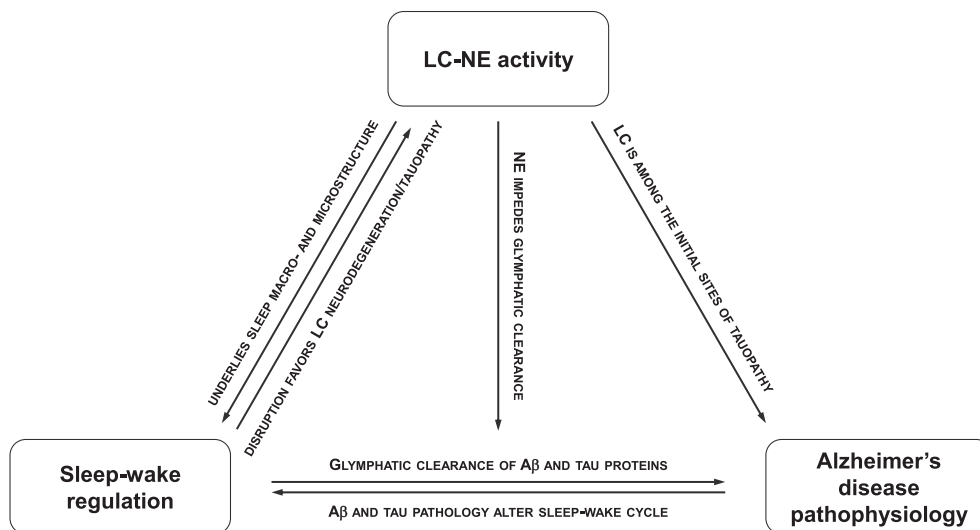 LC-NE activity
UNDERLIES SLEEP MACRO- AND MICROSTRUCTURE
DISRUPTION FAVORS LC NEURODEGENERATION/TAUOPATHY
NE IMPEDES GLYMPHATIC CLEARANCE
LC IS AMONG THE INITIAL SITES OF TAUOPATHY
Sleep-wake
regulation
GLYMPHATIC CLEARANCE OF Aβ AND TAU PROTEINS
Aβ AND TAU PATHOLOGY ALTER SLEEP-WAKE CYCLE
Alzheimer’s
disease
pathophysiology